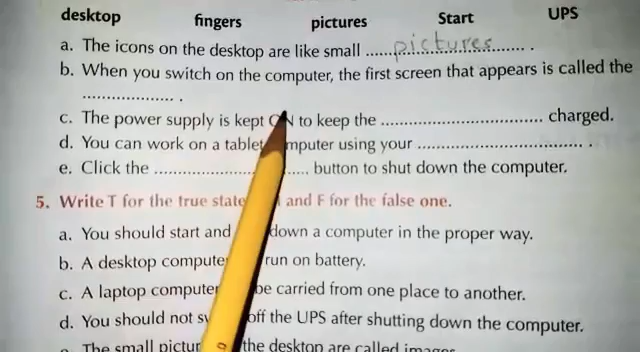 desktop fingers pictures Start UPS
a. The icons on the desktop are like small ......pictures...... .
b. When you switch on the computer, the first screen that appears is called the
.................... .
c. The power supply is kept ON to keep the .................................. charged.
d. You can work on a tablet mputer using your .................................. .
e. Click the .................... ...... button to shut down the computer.
5. Write T for the true state and F for the false one.
a. You should start and down a computer in the proper way.
b. A desktop compute run on battery.
c. A laptop computer be carried from one place to another.
d. You should not s off the UPS after shutting down the computer.
The small pictur the desktop are called images